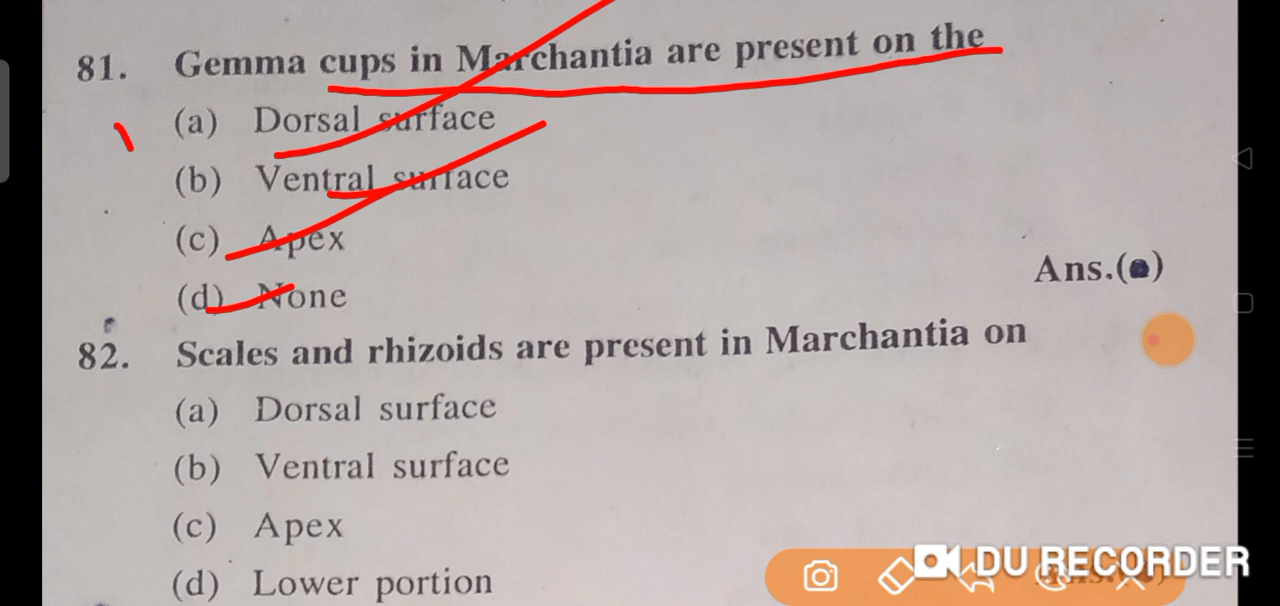 81. Gemma cups in Marchantia are present on the
(a) Dorsal surface
(b) Ventral surface
(c) Apex
(d) None
Ans.(a)
82. Scales and rhizoids are present in Marchantia on
(a) Dorsal surface
(b) Ventral surface
(c) Apex
(d) Lower portion
DU RECORDER